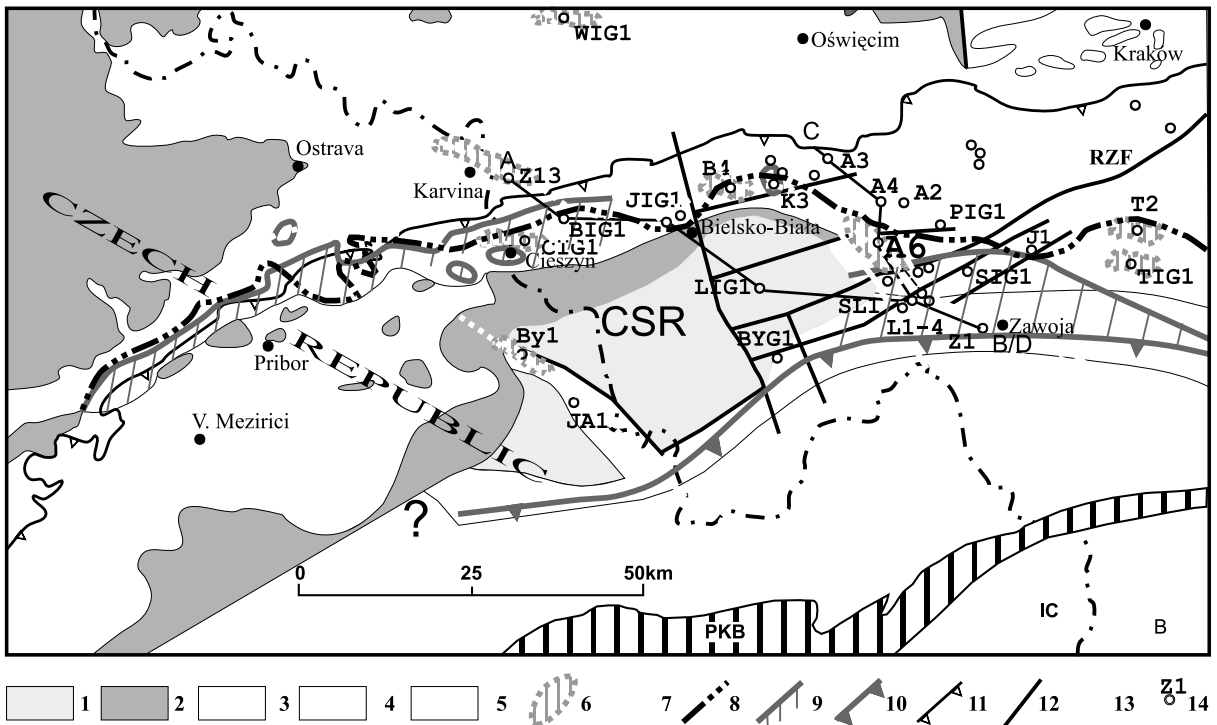 WIG1
Oświęcim
Kraków
Ostrava
Karvina
A
Z13
C
A3
RZF
B1
K3
A4
A2
JIG1
BIG1
PIG1
T2
CIG1
Cieszyn
Bielsko-Biała
A6
J1
CZECH
LIG1
SIG1
TIG1
CSR
SL1
L1-4
Zawoja
By1
BYG1
Z1
B/D
Pribor
REPUBLIC
JA1
V. Mezirici
?
0 25 50km
PKB
IC
B
1 2 3 4 5 6 7 8 9 10 11 12 13 Z1 14